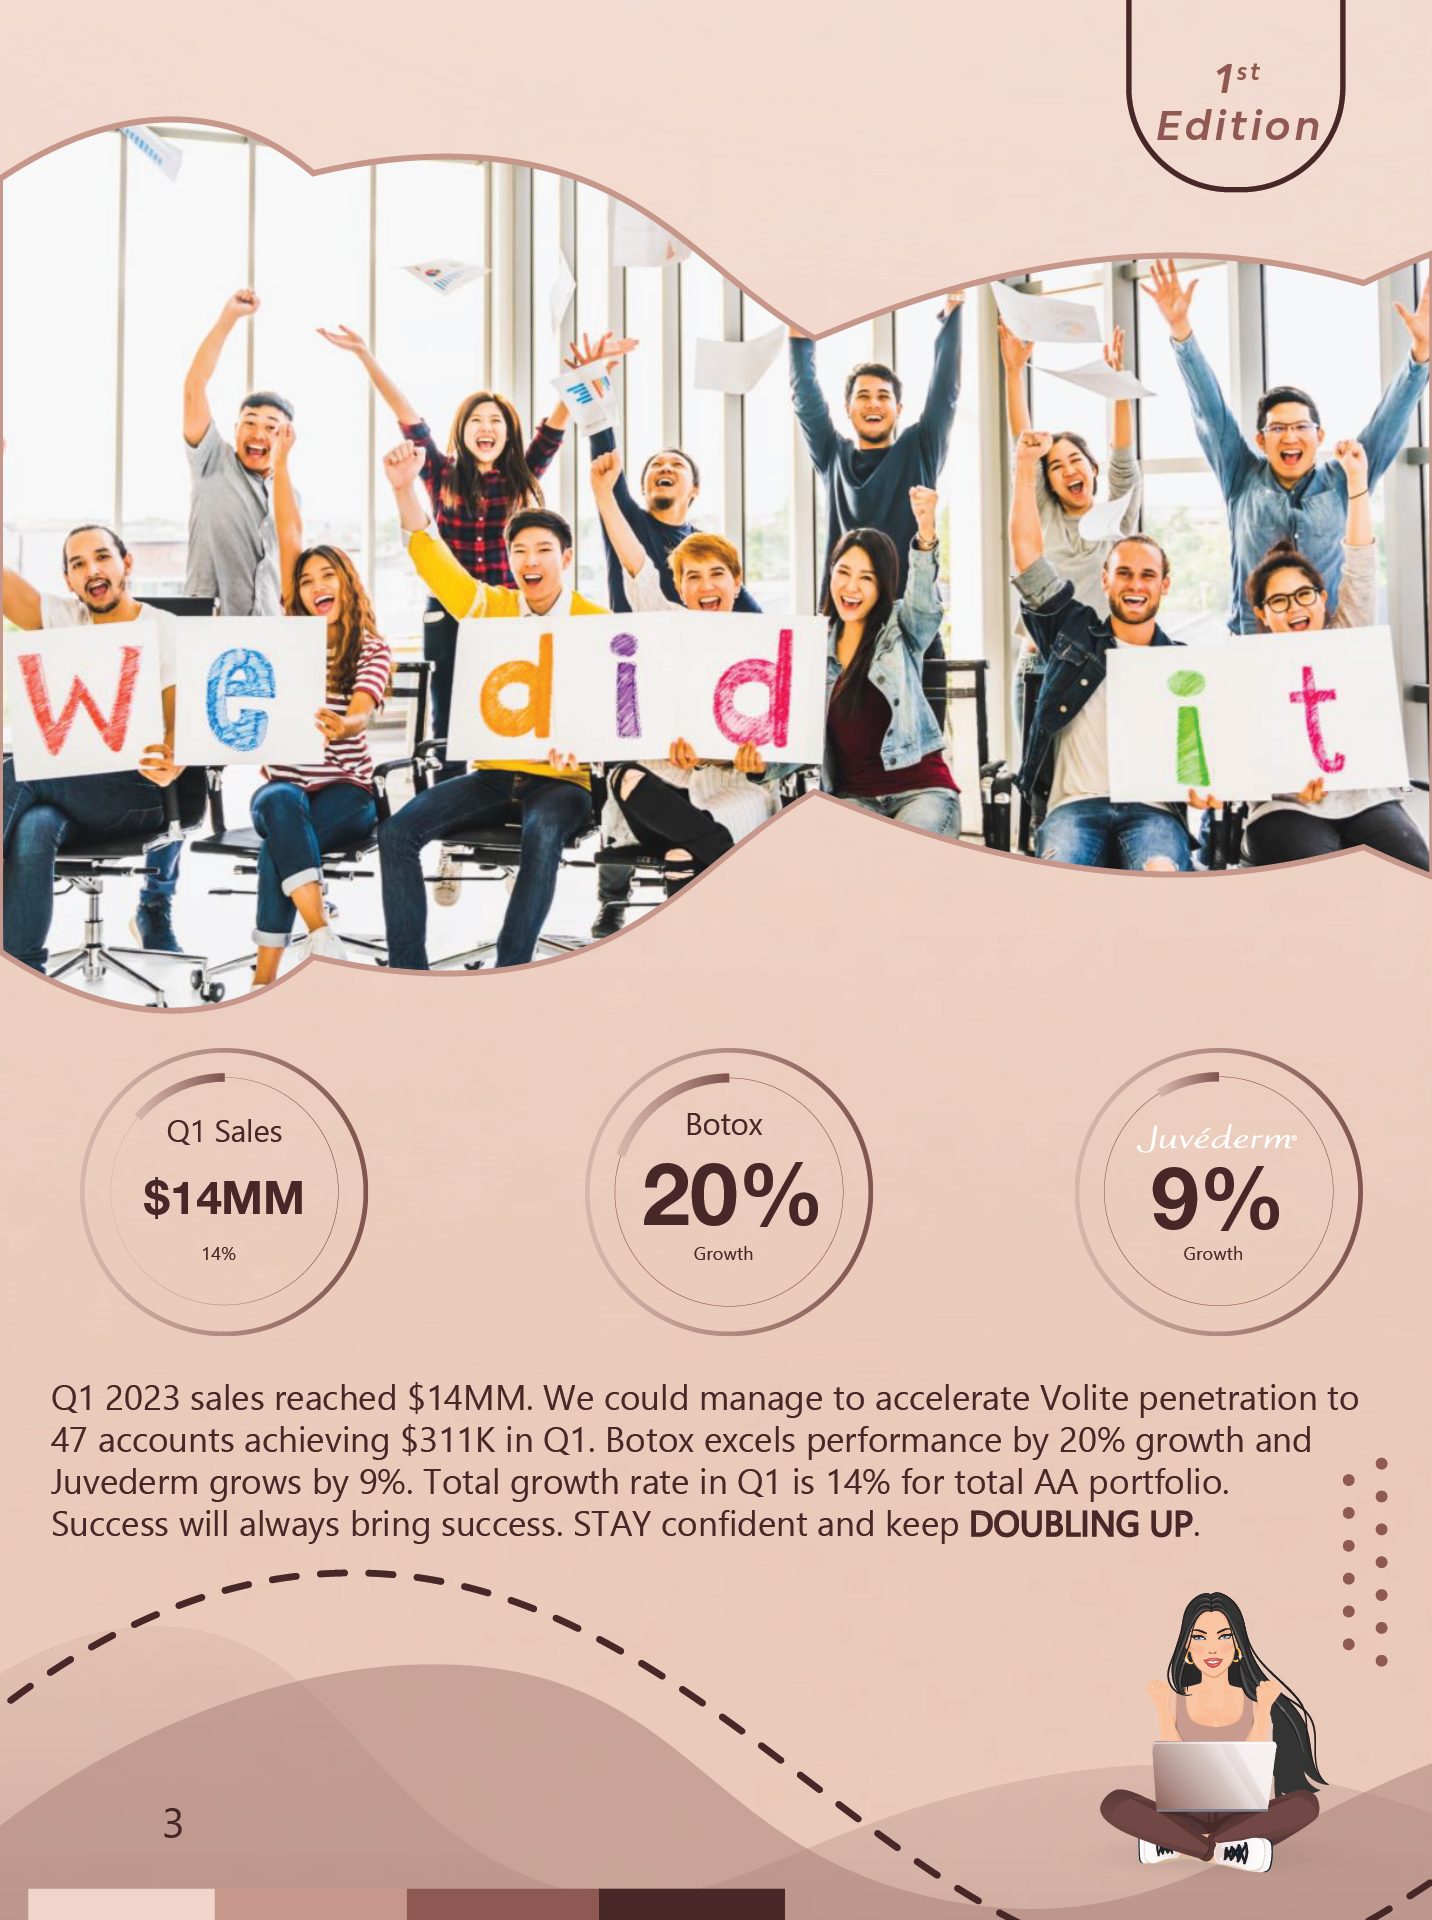 1st
Edition
We did it
Q1 Sales
$14MM
14%
Botox
20%
Growth
Juvéderm®
9%
Growth
Q1 2023 sales reached $14MM. We could manage to accelerate Volite penetration to
47 accounts achieving $311K in Q1. Botox excels performance by 20% growth and
Juvederm grows by 9%. Total growth rate in Q1 is 14% for total AA portfolio.
Success will always bring success. STAY confident and keep DOUBLING UP.
3